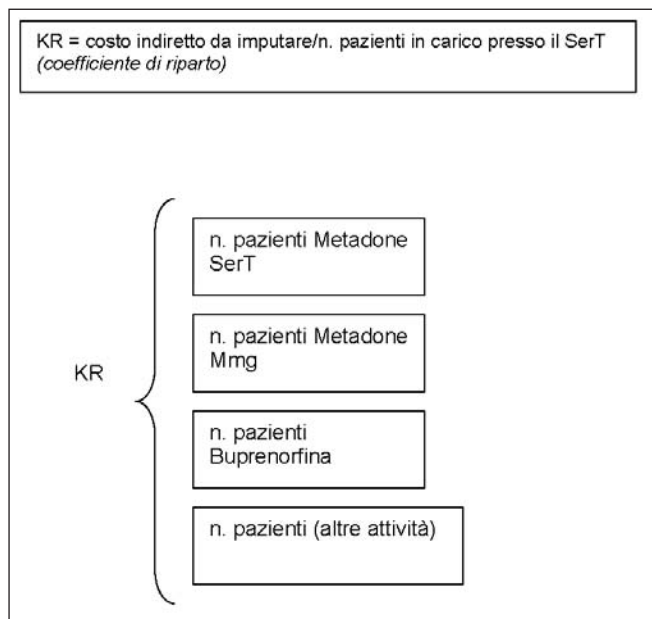 KR = costo indiretto da imputare/n. pazienti in carico presso il SerT
(coefficiente di riparto)
n. pazienti Metadone
SerT
n. pazienti Metadone
Mmg
KR
n. pazienti
Buprenorfina
n. pazienti (altre attività)